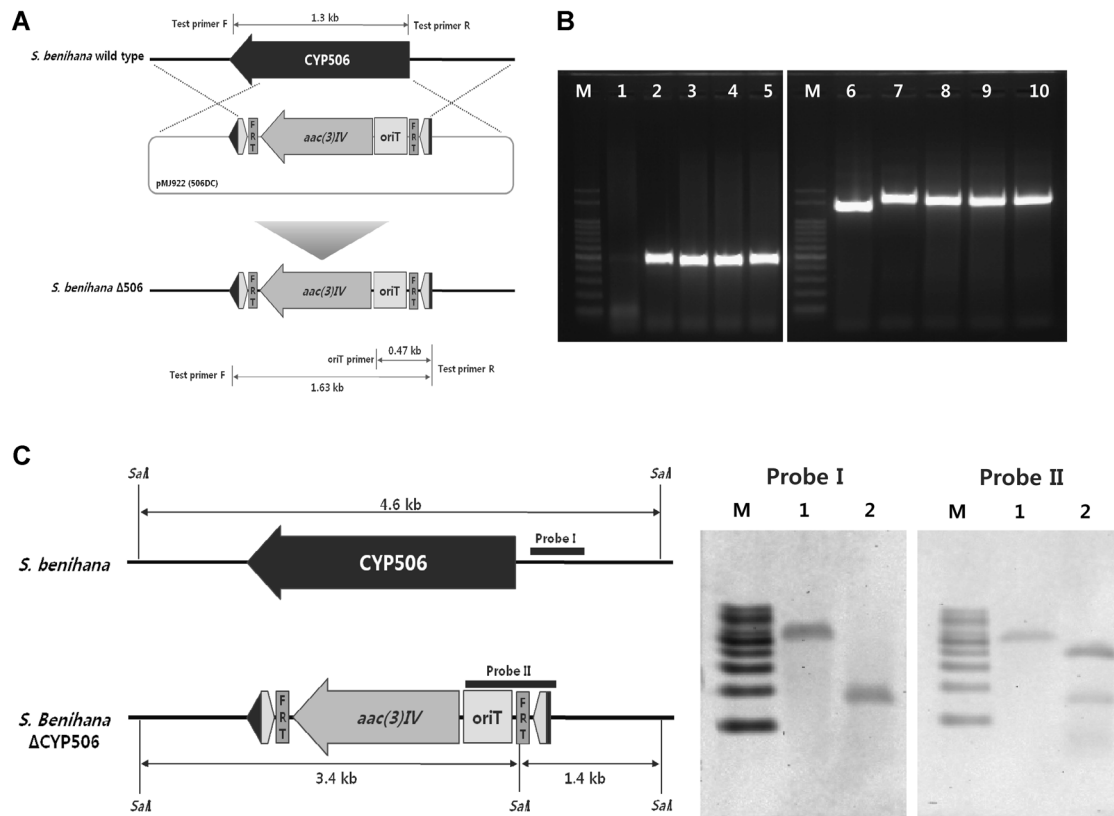 A
Test primer F
1.3 kb
Test primer R
S. benihana wild type
CYP506
F R T
aac(3)IV
oriT
F R T
pMJ922 (506DC)
S. benihana Δ506
F R T
aac(3)IV
oriT
F R T
0.47 kb
oriT primer
Test primer F
Test primer R
1.63 kb
B
M 1 2 3 4 5
M 6 7 8 9 10
C
SalI SalI
4.6 kb
Probe I
S. benihana
CYP506
Probe II
S. Benihana
ΔCYP506
F R T
aac(3)IV
oriT
F R T
3.4 kb
1.4 kb
SalI SalI SalI
Probe I
M 1 2
Probe II
M 1 2